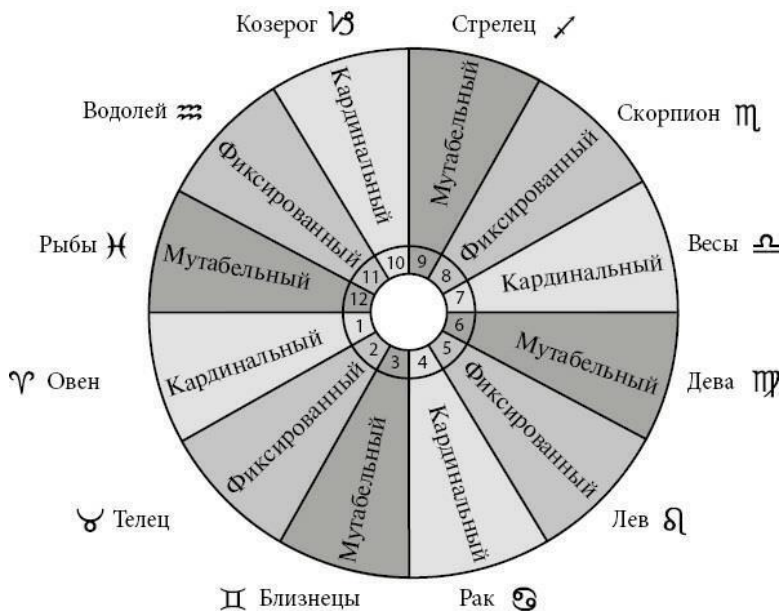 Козерог ♑
Стрелец ♐
Водолей ♒
Скорпион ♏
Рыбы ♓
Весы ♎
♈ Овен
Дева ♍
♉ Телец
Лев ♌
♊ Близнецы
Рак ♋
Кардинальный
Мутабельный
Фиксированный
Фиксированный
Мутабельный
Кардинальный
Кардинальный
Мутабельный
Фиксированный
Фиксированный
Мутабельный
Кардинальный
10
9
11
8
12
7
1
6
2
5
3
4